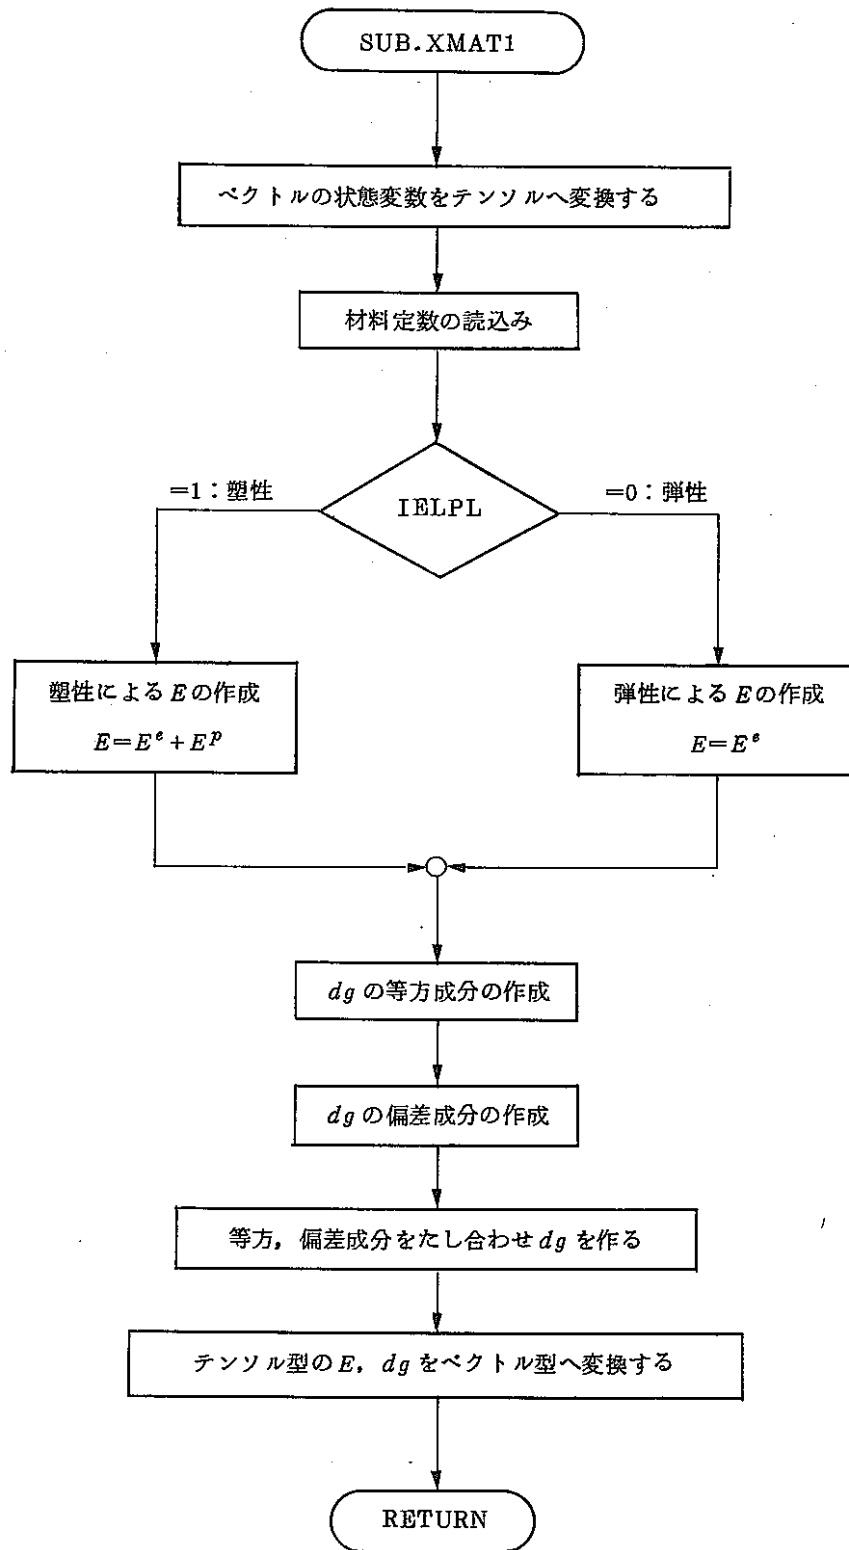 SUB.XMAT1
ベクトルの状態変数をテンソルへ変換する
材料定数の読込み
=1：塑性
IELPL
=0：弾性
塑性による E の作成
E=E^e+E^p
弾性による E の作成
E=E^e
dg の等方成分の作成
dg の偏差成分の作成
等方，偏差成分をたし合わせ dg を作る
テンソル型の E，dg をベクトル型へ変換する
RETURN